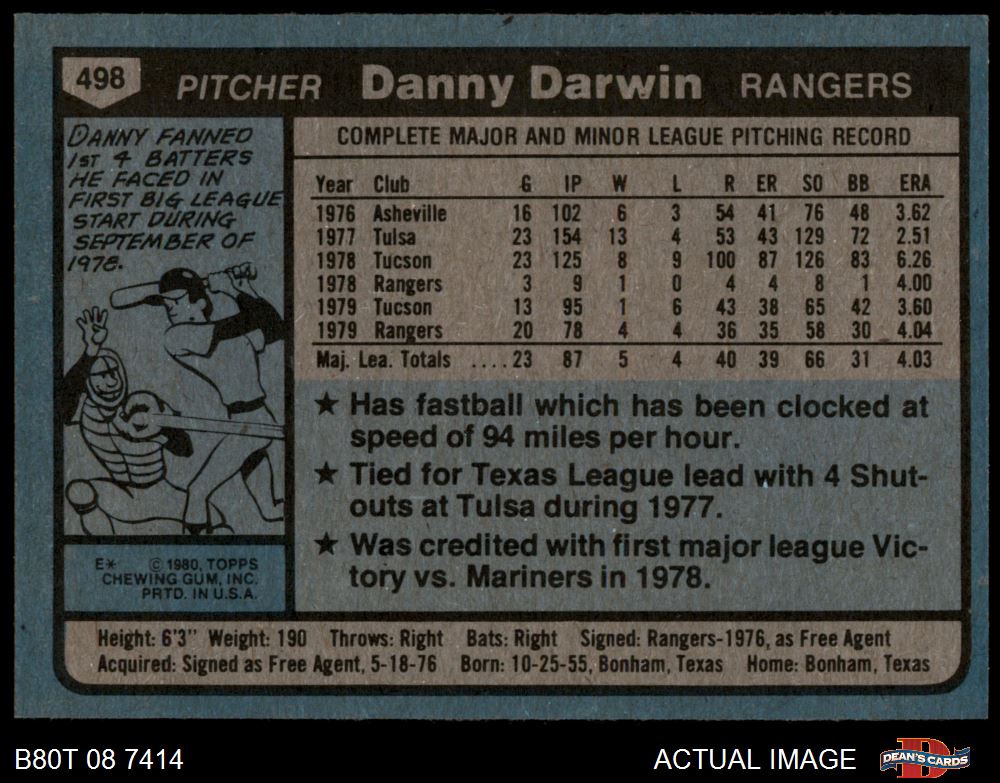 498 PITCHER Danny Darwin RANGERS
DANNY FANNED
1ST 4 BATTERS
HE FACED IN
FIRST BIG LEAGUE
START DURING
SEPTEMBER OF
1978.
COMPLETE MAJOR AND MINOR LEAGUE PITCHING RECORD
Year Club G IP W L R ER SO BB ERA
1976 Asheville 16 102 6 3 54 41 76 48 3.62
1977 Tulsa 23 154 13 4 53 43 129 72 2.51
1978 Tucson 23 125 8 9 100 87 126 83 6.26
1978 Rangers 3 9 1 0 4 4 8 1 4.00
1979 Tucson 13 95 1 6 43 38 65 42 3.60
1979 Rangers 20 78 4 4 36 35 58 30 4.04
Maj. Lea. Totals ....23 87 5 4 40 39 66 31 4.03
★ Has fastball which has been clocked at
speed of 94 miles per hour.
★ Tied for Texas League lead with 4 Shut-
outs at Tulsa during 1977.
★ Was credited with first major league Vic-
tory vs. Mariners in 1978.
E* © 1980, TOPPS
CHEWING GUM, INC.
PRTD. IN U.S.A.
Height: 6'3" Weight: 190 Throws: Right Bats: Right Signed: Rangers-1976, as Free Agent
Acquired: Signed as Free Agent, 5-18-76 Born: 10-25-55, Bonham, Texas Home: Bonham, Texas
B80T 08 7414 ACTUAL IMAGE DEAN'S CARDS